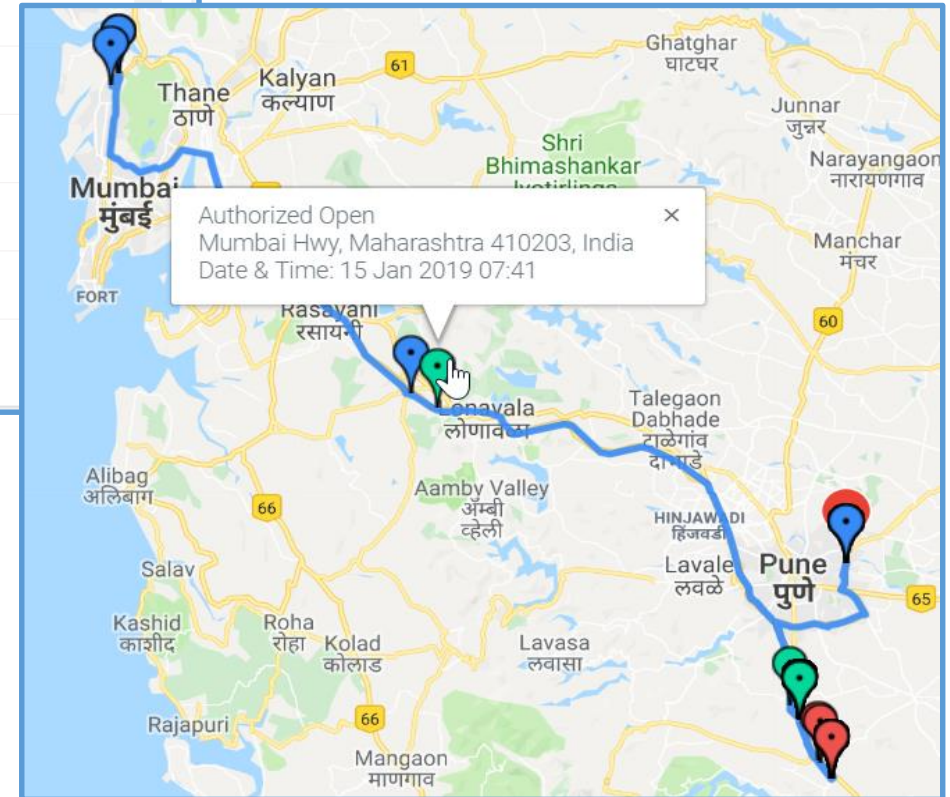 Ghatghar
घाटघर
61
Thane
ठाणे
Kalyan
कल्याण
Junnar
जुन्नर
Shri
Bhimashankar
Narayangaon
नारायणगाव
Mumbai
मुंबई
Authorized Open
Mumbai Hwy, Maharashtra 410203, India
Date & Time: 15 Jan 2019 07:41
×
Manchar
मंचर
FORT
Rasayani
रसायनी
60
Lonavala
लोणावळा
Talegaon
Dabhade
तळेगांव
दाभाडे
Alibag
अलिबाग
66
Aamby Valley
ॲम्बी
व्हेली
HINJAWADI
हिंजवडी
Lavale
लवळे
Pune
पुणे
65
Salav
Kashid
काशीद
Roha
रोहा
Kolad
कोलाड
Lavasa
लवासा
Rajapuri
66
Mangaon
माणगाव